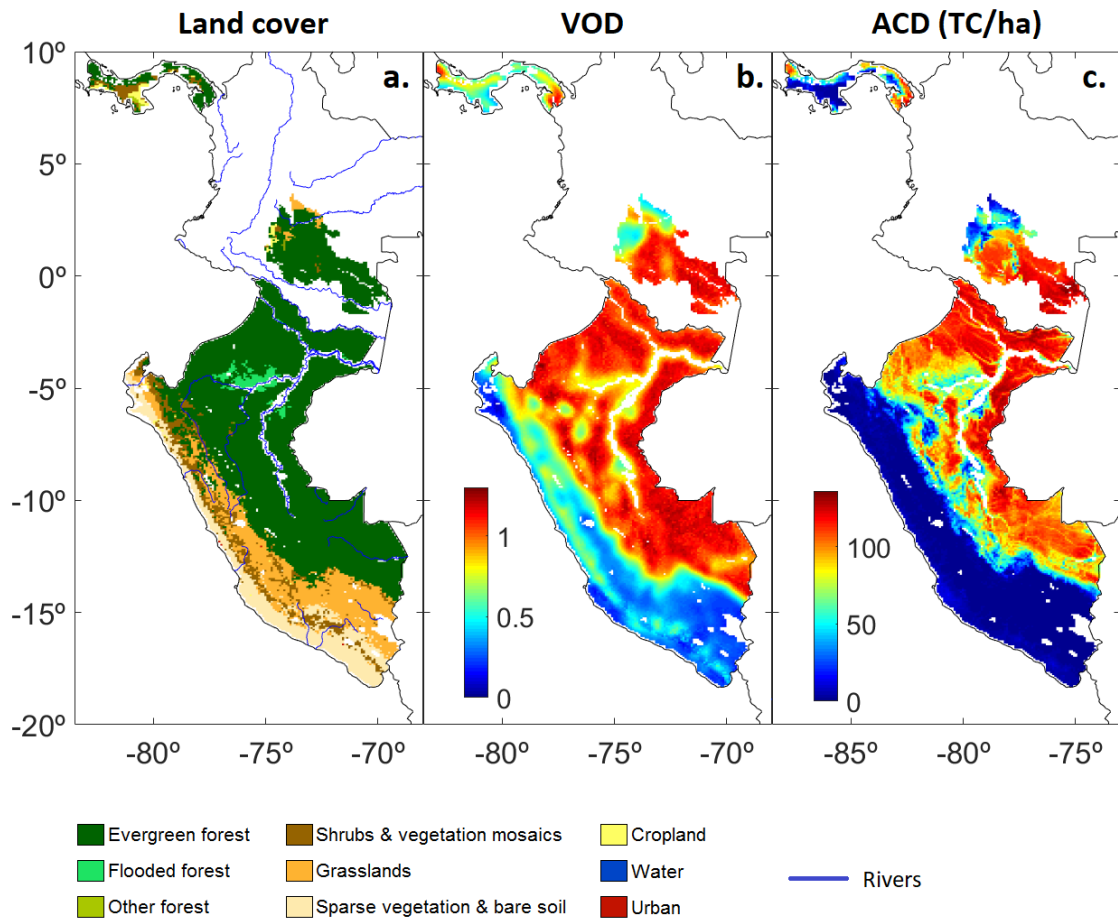 Land cover VOD ACD (TC/ha)
10º a. b. c.
5º
0º
-5º
-10º
-15º
-20º
1
0.5
0
100
50
0
-80º -75º -70º -80º -75º -70º -85º -80º -75º
Evergreen forest Shrubs & vegetation mosaics Cropland
Flooded forest Grasslands Water Rivers
Other forest Sparse vegetation & bare soil Urban